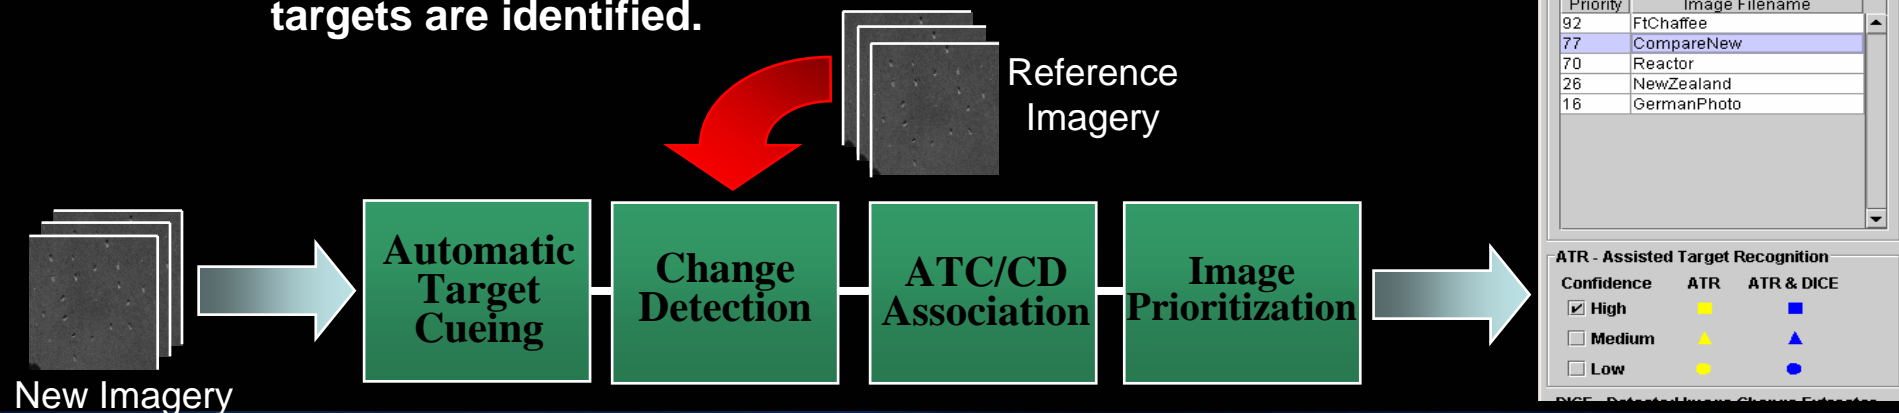 targets are identified.
Reference
Imagery
New Imagery
Automatic
Target
Cueing
Change
Detection
ATC/CD
Association
Image
Prioritization
Priority Image Filename
92 FtChaffee
77 CompareNew
70 Reactor
26 NewZealand
16 GermanPhoto
ATR - Assisted Target Recognition
Confidence ATR ATR & DICE
High
Medium
Low